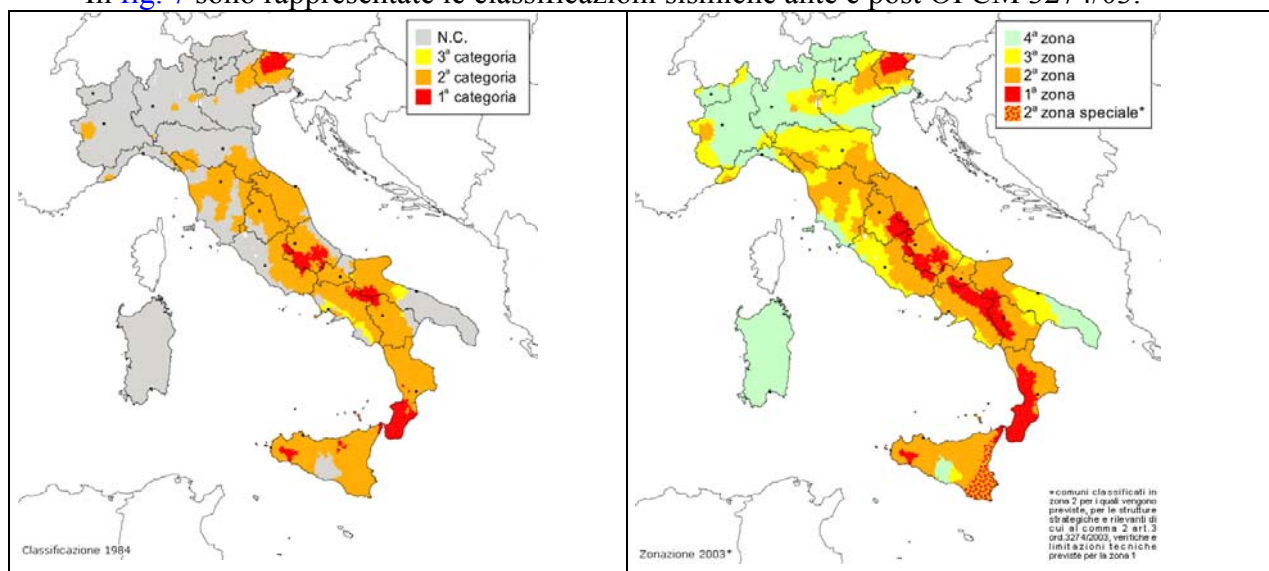 In fig. 7 sono rappresentate le classificazioni sismiche ante e post OPCM 3274/03.
N.C.
3ª categoria
2ª categoria
1ª categoria
Classificazione 1984
4ª zona
3ª zona
2ª zona
1ª zona
2ª zona speciale*
*comuni classificati in
zona 2 per i quali vengono
previste, per le strutture
strategiche e rilevanti di
cui al comma 2 art.3
ord.3274/2003, verifiche e
limitazioni tecniche
previste per la zona 1
Zonazione 2003*